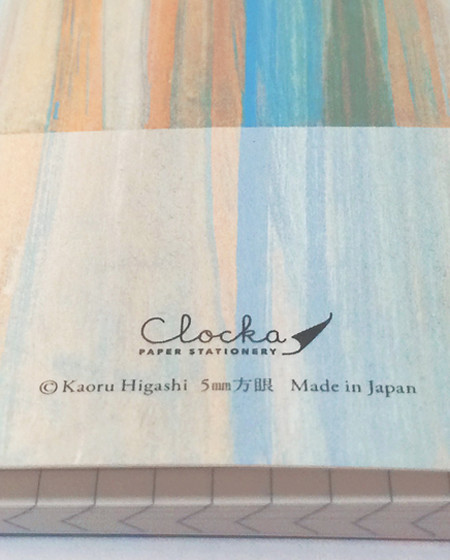 Clocka
PAPER STATIONERY
© Kaoru Higashi 5㎜方眼 Made in Japan